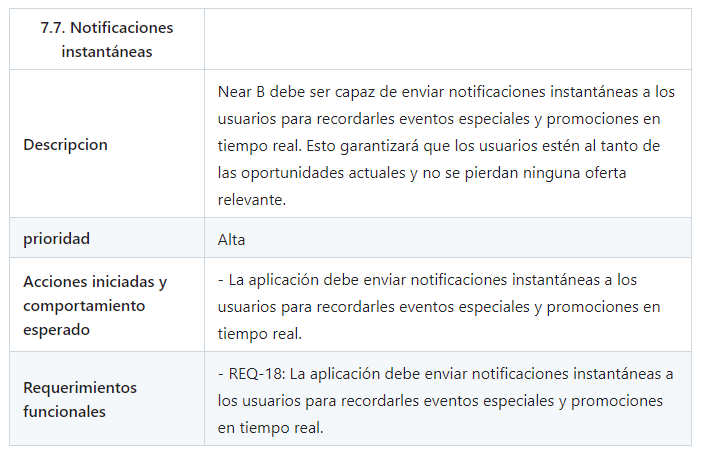 7.7. Notificaciones
instantáneas
Descripcion
Near B debe ser capaz de enviar notificaciones instantáneas a los
usuarios para recordarles eventos especiales y promociones en
tiempo real. Esto garantizará que los usuarios estén al tanto de
las oportunidades actuales y no se pierdan ninguna oferta
relevante.
prioridad
Alta
Acciones iniciadas y
comportamiento
esperado
- La aplicación debe enviar notificaciones instantáneas a los
usuarios para recordarles eventos especiales y promociones en
tiempo real.
Requerimientos
funcionales
- REQ-18: La aplicación debe enviar notificaciones instantáneas a
los usuarios para recordarles eventos especiales y promociones
en tiempo real.